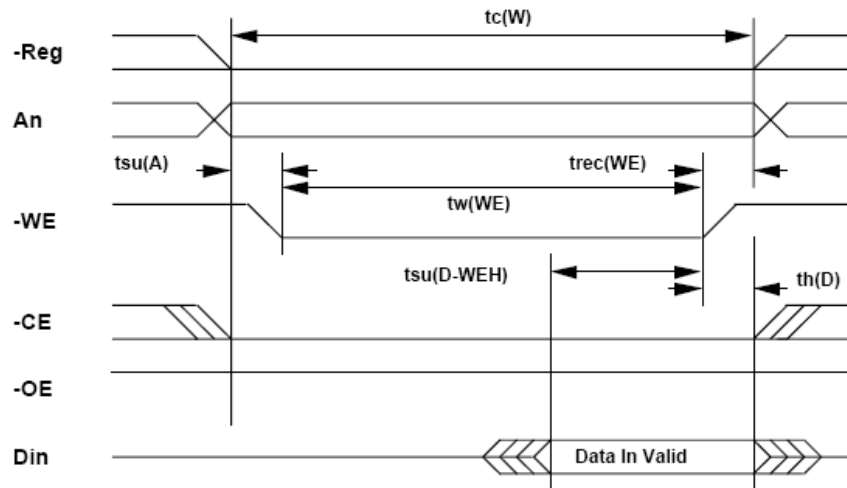 tc(W)
-Reg
An
tsu(A)
trec(WE)
tw(WE)
-WE
tsu(D-WEH)
th(D)
-CE
-OE
Din
Data In Valid